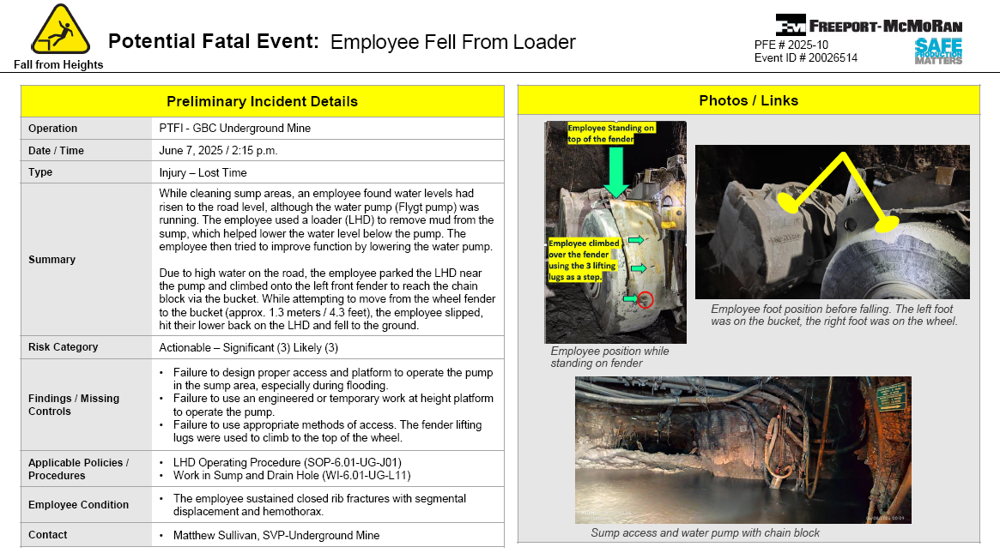 Fall from Heights
Potential Fatal Event: Employee Fell From Loader
FREEPORT-McMoRAN
PFE # 2025-10
Event ID # 20026514
SAFE
PRODUCTION
MATTERS
Preliminary Incident Details
Operation
PTFI - GBC Underground Mine
Date / Time
June 7, 2025 / 2:15 p.m.
Type
Injury – Lost Time
Summary
While cleaning sump areas, an employee found water levels had
risen to the road level, although the water pump (Flygt pump) was
running. The employee used a loader (LHD) to remove mud from the
sump, which helped lower the water level below the pump. The
employee then tried to improve function by lowering the water pump.
Due to high water on the road, the employee parked the LHD near
the pump and climbed onto the left front fender to reach the chain
block via the bucket. While attempting to move from the wheel fender
to the bucket (approx. 1.3 meters / 4.3 feet), the employee slipped,
hit their lower back on the LHD and fell to the ground.
Risk Category
Actionable – Significant (3) Likely (3)
Findings / Missing
Controls
• Failure to design proper access and platform to operate the pump
in the sump area, especially during flooding.
• Failure to use an engineered or temporary work at height platform
to operate the pump.
• Failure to use appropriate methods of access. The fender lifting
lugs were used to climb to the top of the wheel.
Applicable Policies /
Procedures
• LHD Operating Procedure (SOP-6.01-UG-J01)
• Work in Sump and Drain Hole (WI-6.01-UG-L11)
Employee Condition
• The employee sustained closed rib fractures with segmental
displacement and hemothorax.
Contact
• Matthew Sullivan, SVP-Underground Mine
Photos / Links
Employee Standing on
top of the fender
Employee climbed
over the fender
using the 3 lifting
lugs as a step.
Employee position while
standing on fender
Employee foot position before falling. The left foot
was on the bucket, the right foot was on the wheel.
Sump access and water pump with chain block